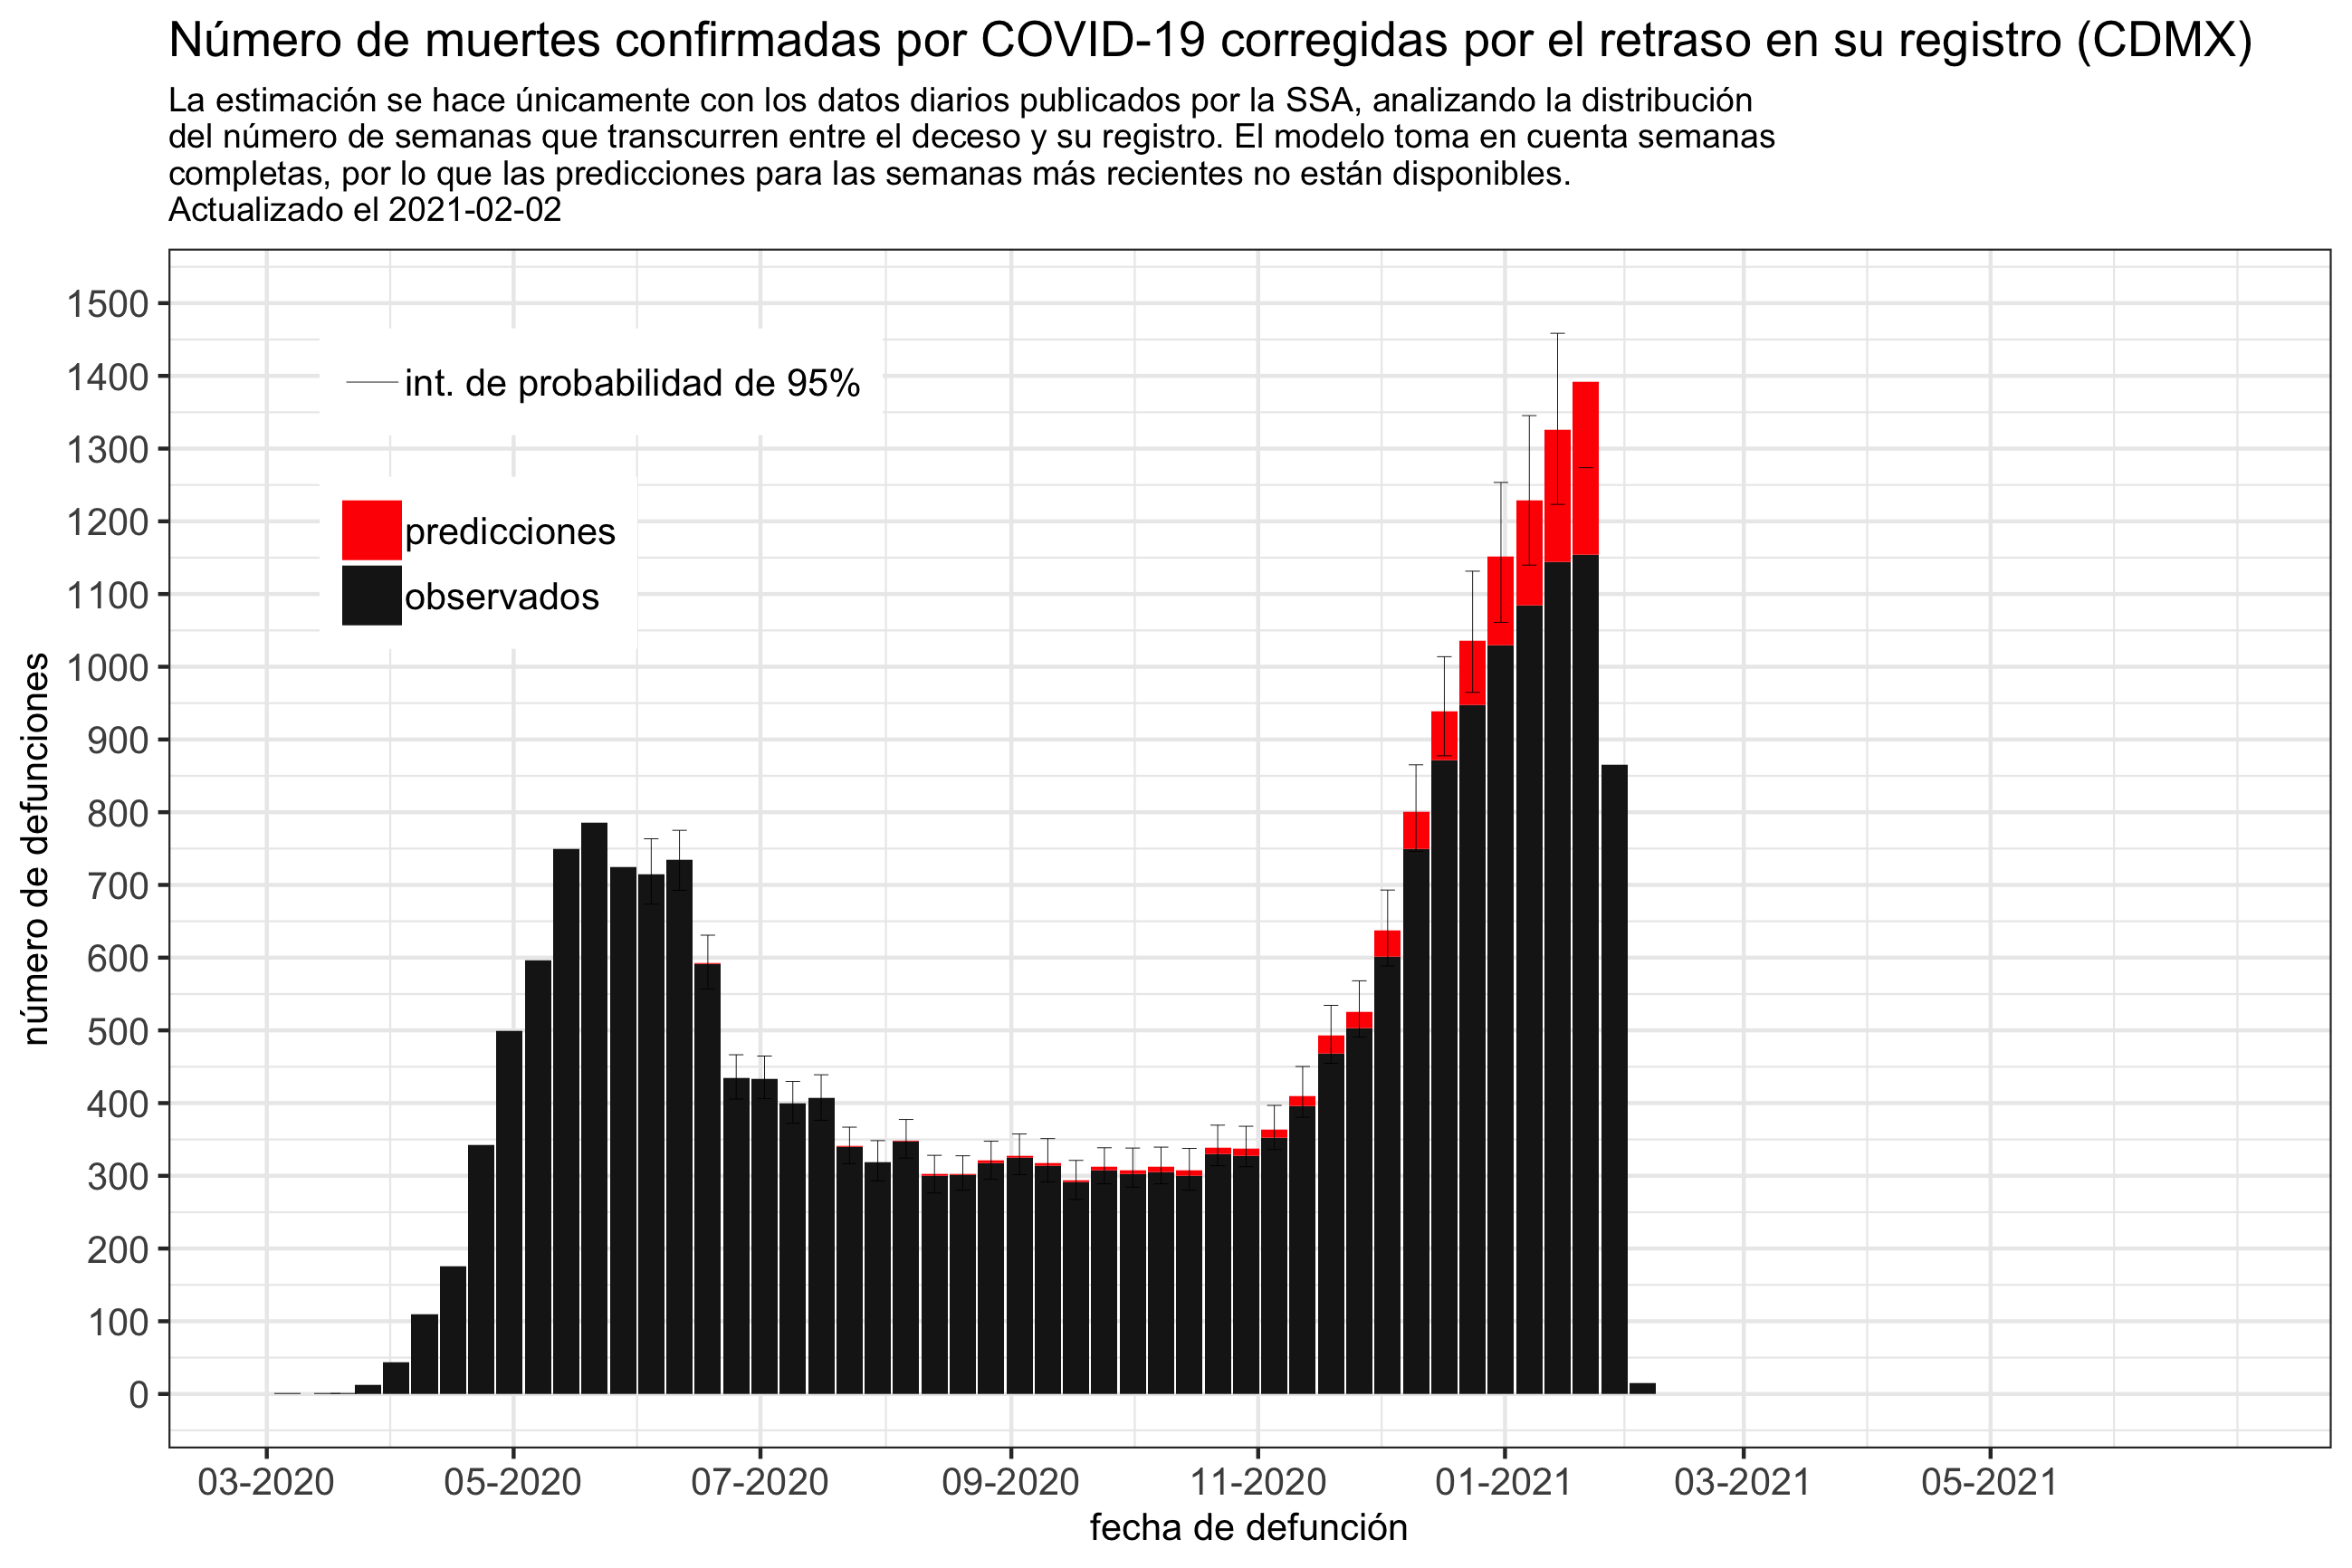 Número de muertes confirmadas por COVID-19 corregidas por el retraso en su registro (CDMX)
La estimación se hace únicamente con los datos diarios publicados por la SSA, analizando la distribución
del número de semanas que transcurren entre el deceso y su registro. El modelo toma en cuenta semanas
completas, por lo que las predicciones para las semanas más recientes no están disponibles.
Actualizado el 2021-02-02
número de defunciones
1500
1400
1300
1200
1100
1000
900
800
700
600
500
400
300
200
100
0
int. de probabilidad de 95%
predicciones
observados
03-2020
05-2020
07-2020
09-2020
11-2020
01-2021
03-2021
05-2021
fecha de defunción